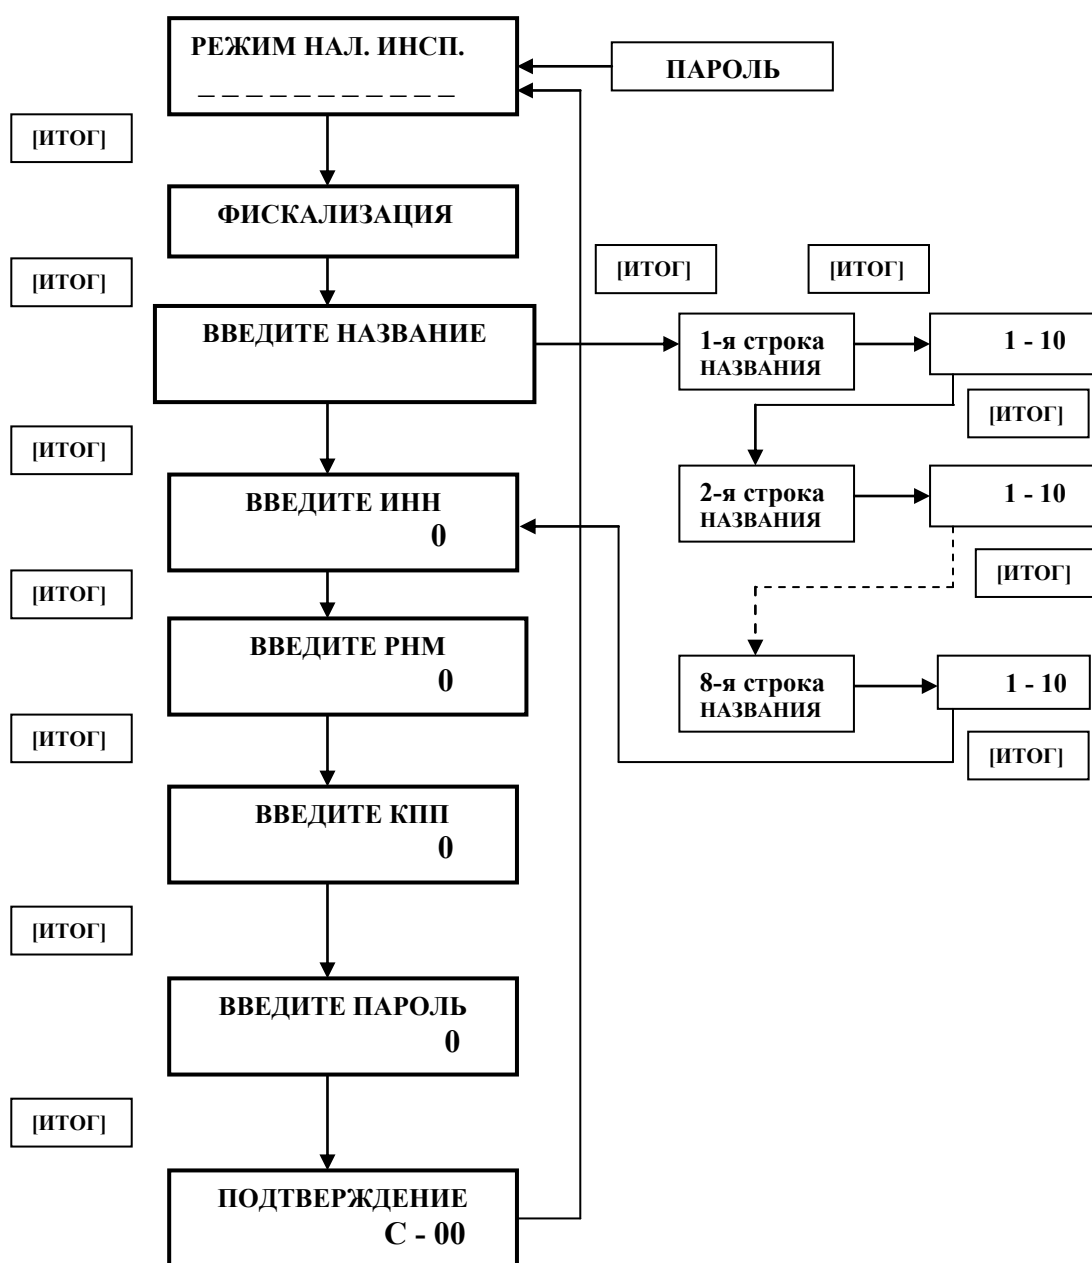 РЕЖИМ НАЛ. ИНСП.
_ _ _ _ _ _ _ _ _ _ _
ПАРОЛЬ
[ИТОГ]
ФИСКАЛИЗАЦИЯ
[ИТОГ]
[ИТОГ]
[ИТОГ]
ВВЕДИТЕ НАЗВАНИЕ
1-я строка
НАЗВАНИЯ
1 - 10
[ИТОГ]
[ИТОГ]
ВВЕДИТЕ ИНН
0
2-я строка
НАЗВАНИЯ
1 - 10
[ИТОГ]
[ИТОГ]
ВВЕДИТЕ РНМ
0
8-я строка
НАЗВАНИЯ
1 - 10
[ИТОГ]
[ИТОГ]
ВВЕДИТЕ КПП
0
[ИТОГ]
ВВЕДИТЕ ПАРОЛЬ
0
[ИТОГ]
ПОДТВЕРЖДЕНИЕ
С - 00